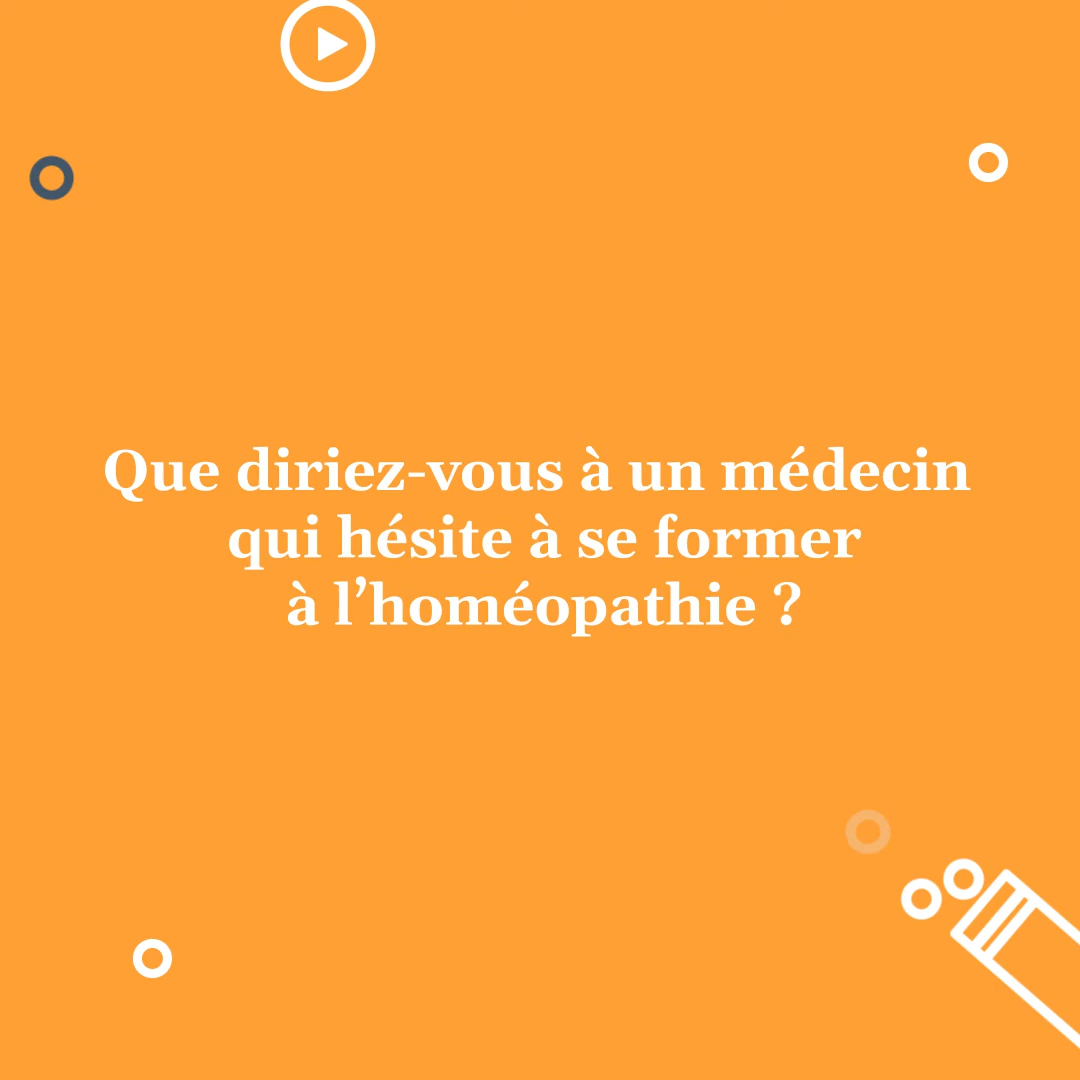 Que diriez-vous à un médecin
qui hésite à se former
à l’homéopathie ?